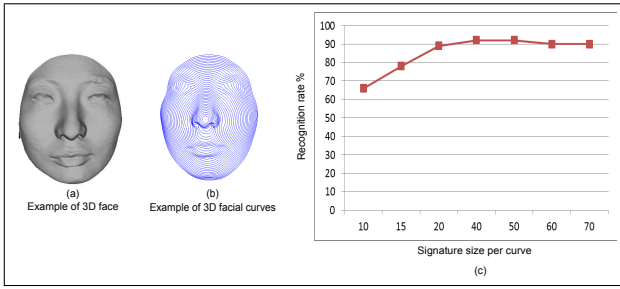 (a)
Example of 3D face
(b)
Example of 3D facial curves
Recognition rate %
100
90
80
70
60
50
40
30
20
10
0
10 15 20 40 50 60 70
Signature size per curve
(c)